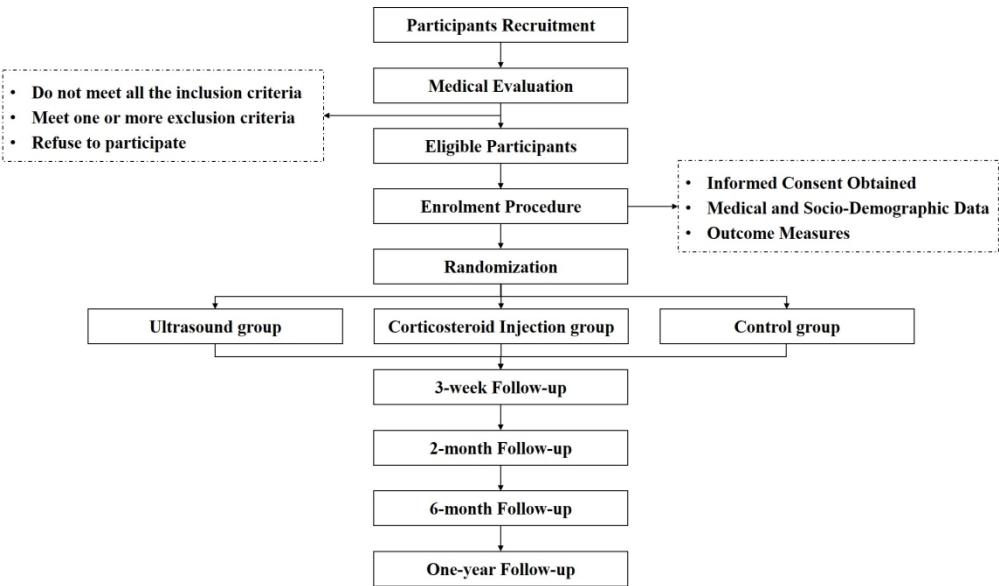 Participants Recruitment
Medical Evaluation
• Do not meet all the inclusion criteria
• Meet one or more exclusion criteria
• Refuse to participate
Eligible Participants
Enrolment Procedure
• Informed Consent Obtained
• Medical and Socio-Demographic Data
• Outcome Measures
Randomization
Ultrasound group
Corticosteroid Injection group
Control group
3-week Follow-up
2-month Follow-up
6-month Follow-up
One-year Follow-up